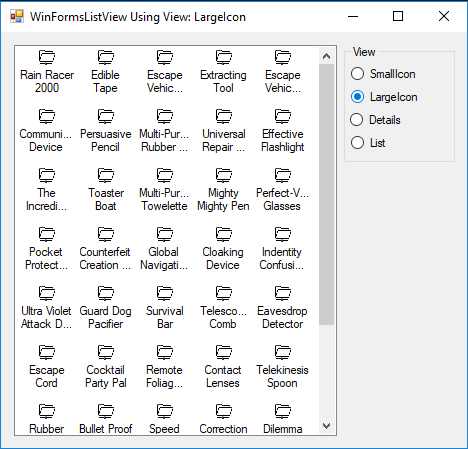 WinFormsListView Using View: LargeIcon
Rain Racer 2000
Edible Tape
Escape Vehic...
Extracting Tool
Escape Vehic...
Communi... Device
Persuasive Pencil
Multi-Pur... Rubber ...
Universal Repair ...
Effective Flashlight
The Incredi...
Toaster Boat
Multi-Pur... Towelette
Mighty Mighty Pen
Perfect-V... Glasses
Pocket Protect...
Counterfeit Creation ...
Global Navigati...
Cloaking Device
Indentity Confusi...
Ultra Violet Attack D...
Guard Dog Pacifier
Survival Bar
Telesco... Comb
Eavesdrop Detector
Escape Cord
Cocktail Party Pal
Remote Foliag...
Contact Lenses
Telekinesis Spoon
Rubber
Bullet Proof
Speed
Correction
Dilemma
View
SmallIcon
LargeIcon
Details
List